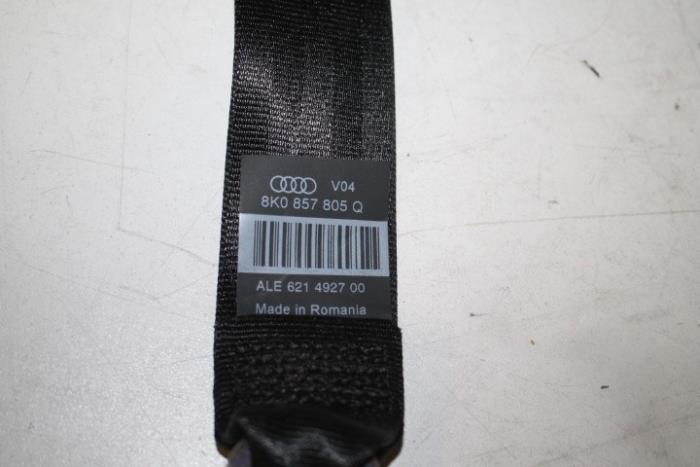 V04
8K0 857 805 Q
ALE 621 4927 00
Made in Romania